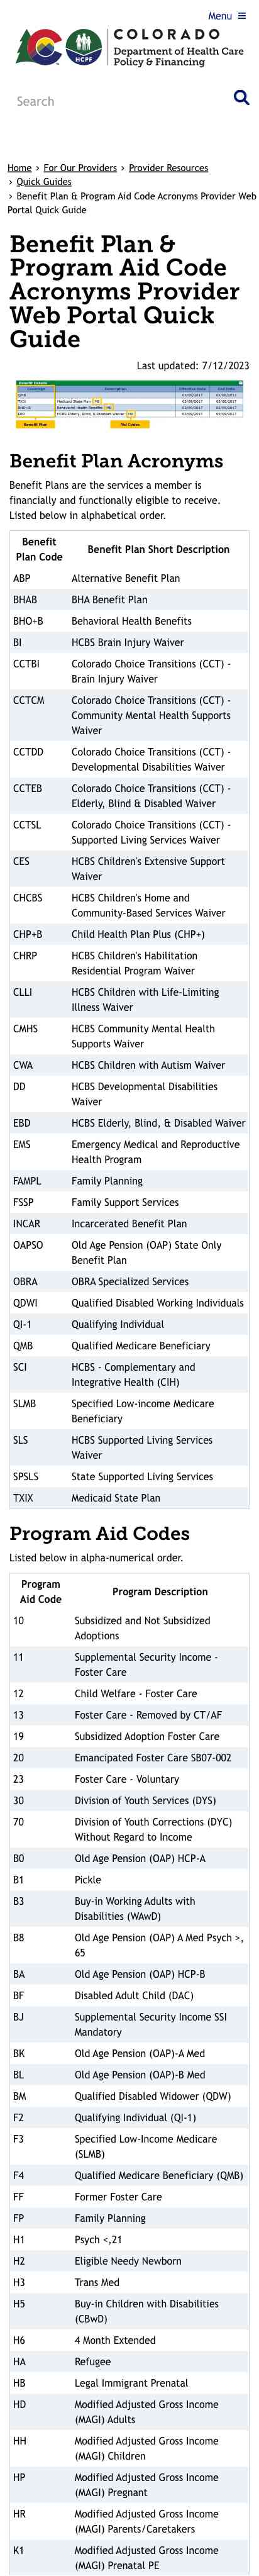 Menu ≡
COLORADO
Department of Health Care
Policy & Financing
HCPF
Search
Home › For Our Providers › Provider Resources
› Quick Guides
› Benefit Plan & Program Aid Code Acronyms Provider Web
Portal Quick Guide
Benefit Plan &
Program Aid Code
Acronyms Provider
Web Portal Quick
Guide
Last updated: 7/12/2023
Benefit Plan
Aid Codes
Benefit Plan Acronyms
Benefit Plans are the services a member is
financially and functionally eligible to receive.
Listed below in alphabetical order.
Benefit
Plan Code
Benefit Plan Short Description
ABP Alternative Benefit Plan
BHAB BHA Benefit Plan
BHO+B Behavioral Health Benefits
BI HCBS Brain Injury Waiver
CCTBI Colorado Choice Transitions (CCT) -
Brain Injury Waiver
CCTCM Colorado Choice Transitions (CCT) -
Community Mental Health Supports
Waiver
CCTDD Colorado Choice Transitions (CCT) -
Developmental Disabilities Waiver
CCTEB Colorado Choice Transitions (CCT) -
Elderly, Blind & Disabled Waiver
CCTSL Colorado Choice Transitions (CCT) -
Supported Living Services Waiver
CES HCBS Children's Extensive Support
Waiver
CHCBS HCBS Children's Home and
Community-Based Services Waiver
CHP+B Child Health Plan Plus (CHP+)
CHRP HCBS Children's Habilitation
Residential Program Waiver
CLLI HCBS Children with Life-Limiting
Illness Waiver
CMHS HCBS Community Mental Health
Supports Waiver
CWA HCBS Children with Autism Waiver
DD HCBS Developmental Disabilities
Waiver
EBD HCBS Elderly, Blind, & Disabled Waiver
EMS Emergency Medical and Reproductive
Health Program
FAMPL Family Planning
FSSP Family Support Services
INCAR Incarcerated Benefit Plan
OAPSO Old Age Pension (OAP) State Only
Benefit Plan
OBRA OBRA Specialized Services
QDWI Qualified Disabled Working Individuals
QI-1 Qualifying Individual
QMB Qualified Medicare Beneficiary
SCI HCBS - Complementary and
Integrative Health (CIH)
SLMB Specified Low-income Medicare
Beneficiary
SLS HCBS Supported Living Services
Waiver
SPSLS State Supported Living Services
TXIX Medicaid State Plan
Program Aid Codes
Listed below in alpha-numerical order.
Program
Aid Code
Program Description
10 Subsidized and Not Subsidized
Adoptions
11 Supplemental Security Income -
Foster Care
12 Child Welfare - Foster Care
13 Foster Care - Removed by CT/AF
19 Subsidized Adoption Foster Care
20 Emancipated Foster Care SB07-002
23 Foster Care - Voluntary
30 Division of Youth Services (DYS)
70 Division of Youth Corrections (DYC)
Without Regard to Income
B0 Old Age Pension (OAP) HCP-A
B1 Pickle
B3 Buy-in Working Adults with
Disabilities (WAwD)
B8 Old Age Pension (OAP) A Med Psych >,
65
BA Old Age Pension (OAP) HCP-B
BF Disabled Adult Child (DAC)
BJ Supplemental Security Income SSI
Mandatory
BK Old Age Pension (OAP)-A Med
BL Old Age Pension (OAP)-B Med
BM Qualified Disabled Widower (QDW)
F2 Qualifying Individual (QI-1)
F3 Specified Low-Income Medicare
(SLMB)
F4 Qualified Medicare Beneficiary (QMB)
FF Former Foster Care
FP Family Planning
H1 Psych <,21
H2 Eligible Needy Newborn
H3 Trans Med
H5 Buy-in Children with Disabilities
(CBwD)
H6 4 Month Extended
HA Refugee
HB Legal Immigrant Prenatal
HD Modified Adjusted Gross Income
(MAGI) Adults
HH Modified Adjusted Gross Income
(MAGI) Children
HP Modified Adjusted Gross Income
(MAGI) Pregnant
HR Modified Adjusted Gross Income
(MAGI) Parents/Caretakers
K1 Modified Adjusted Gross Income
(MAGI) Prenatal PE